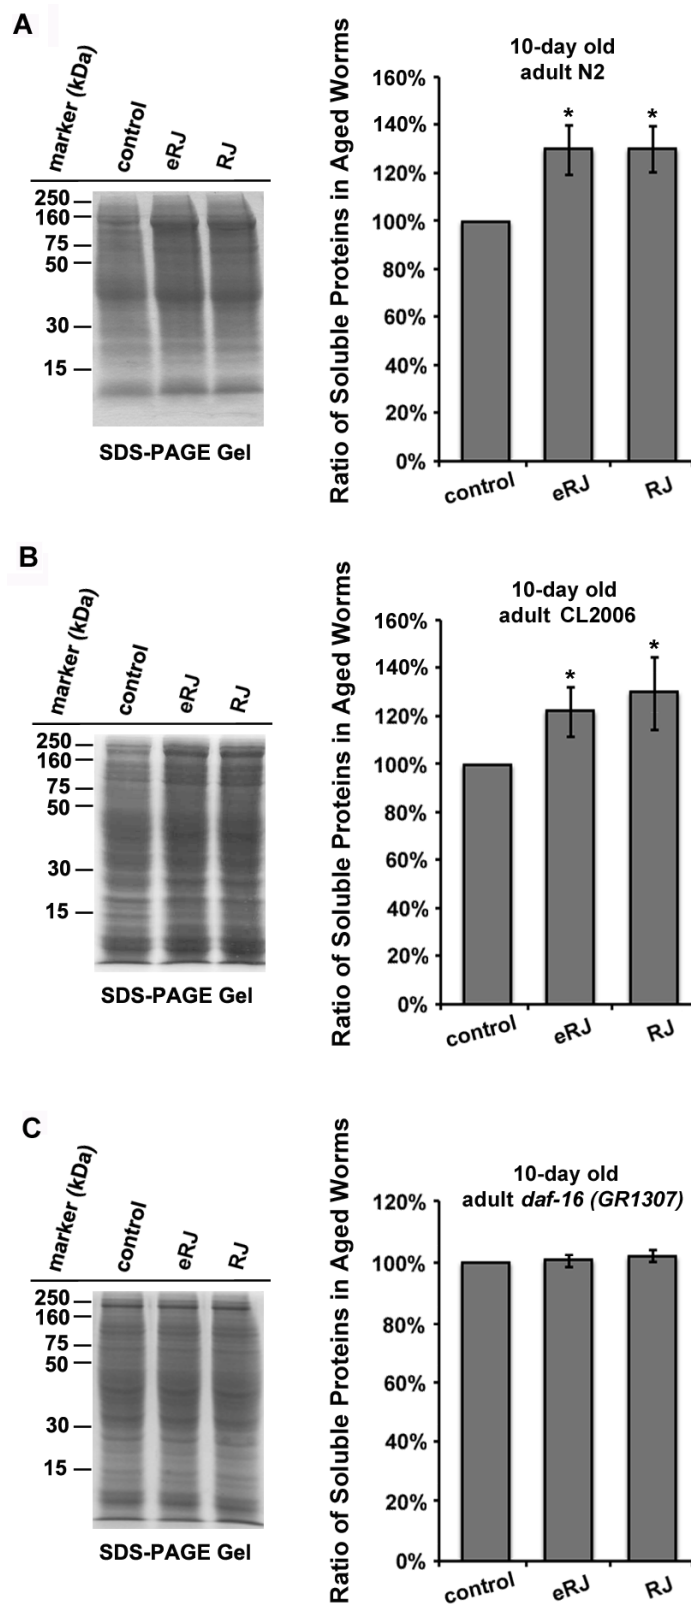 A
marker (kDa)
control
eRJ
RJ
250
160
75
50
30
15
SDS-PAGE Gel
10-day old
adult N2
Ratio of Soluble Proteins in Aged Worms
160%
140%
120%
100%
80%
60%
40%
20%
0%
*
*
control
eRJ
RJ
B
marker (kDa)
control
eRJ
RJ
250
160
75
50
30
15
SDS-PAGE Gel
10-day old
adult CL2006
Ratio of Soluble Proteins in Aged Worms
160%
140%
120%
100%
80%
60%
40%
20%
0%
*
*
control
eRJ
RJ
C
marker (kDa)
control
eRJ
RJ
250
160
75
50
30
15
SDS-PAGE Gel
10-day old
adult daf-16 (GR1307)
Ratio of Soluble Proteins in Aged Worms
120%
100%
80%
60%
40%
20%
0%
control
eRJ
RJ